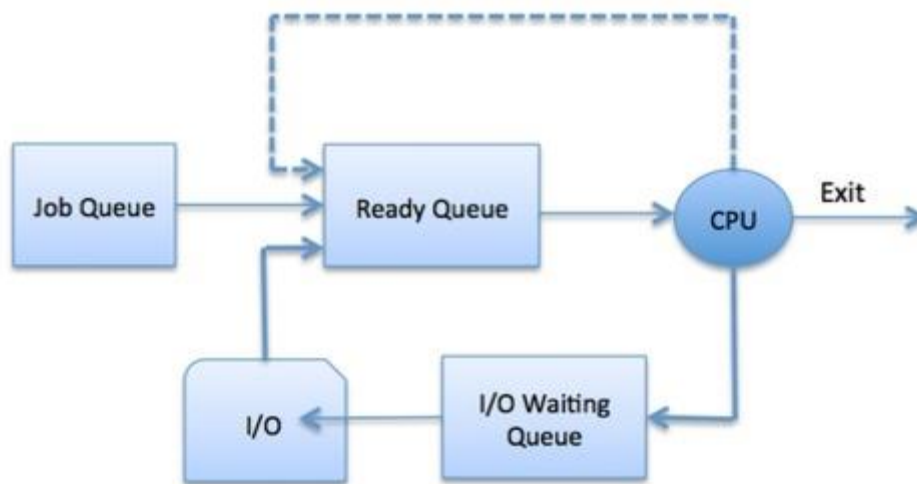 Job Queue
Ready Queue
CPU
Exit
I/O
I/O Waiting
Queue